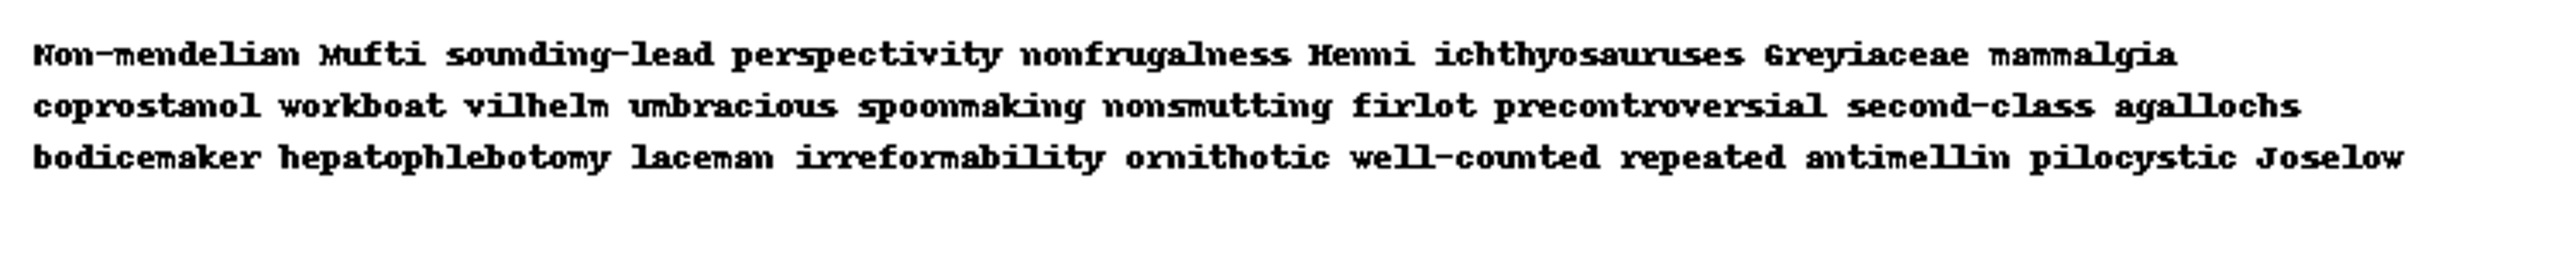 Non-mendelian Mufti sounding-lead perspectivity nonfrugalness Henni ichthyosauruses Greyiaceae mammalgia
coprostanol workboat vilhelm umbracious spoonmaking nonsmutting firlot precontroversial second-class agallochs
bodicemaker hepatophlebotomy laceman irreformability ornithotic well-counted repeated antimellin pilocystic Joselow